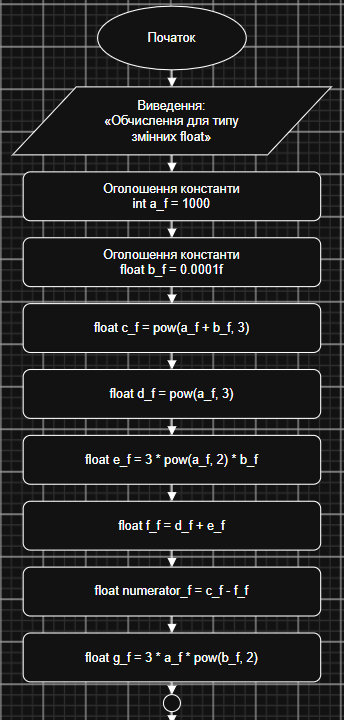 Початок
Виведення:
«Обчислення для типу
змінних float»
Оголошення константи
int a_f = 1000
Оголошення константи
float b_f = 0.0001f
float c_f = pow(a_f + b_f, 3)
float d_f = pow(a_f, 3)
float e_f = 3 * pow(a_f, 2) * b_f
float f_f = d_f + e_f
float numerator_f = c_f - f_f
float g_f = 3 * a_f * pow(b_f, 2)